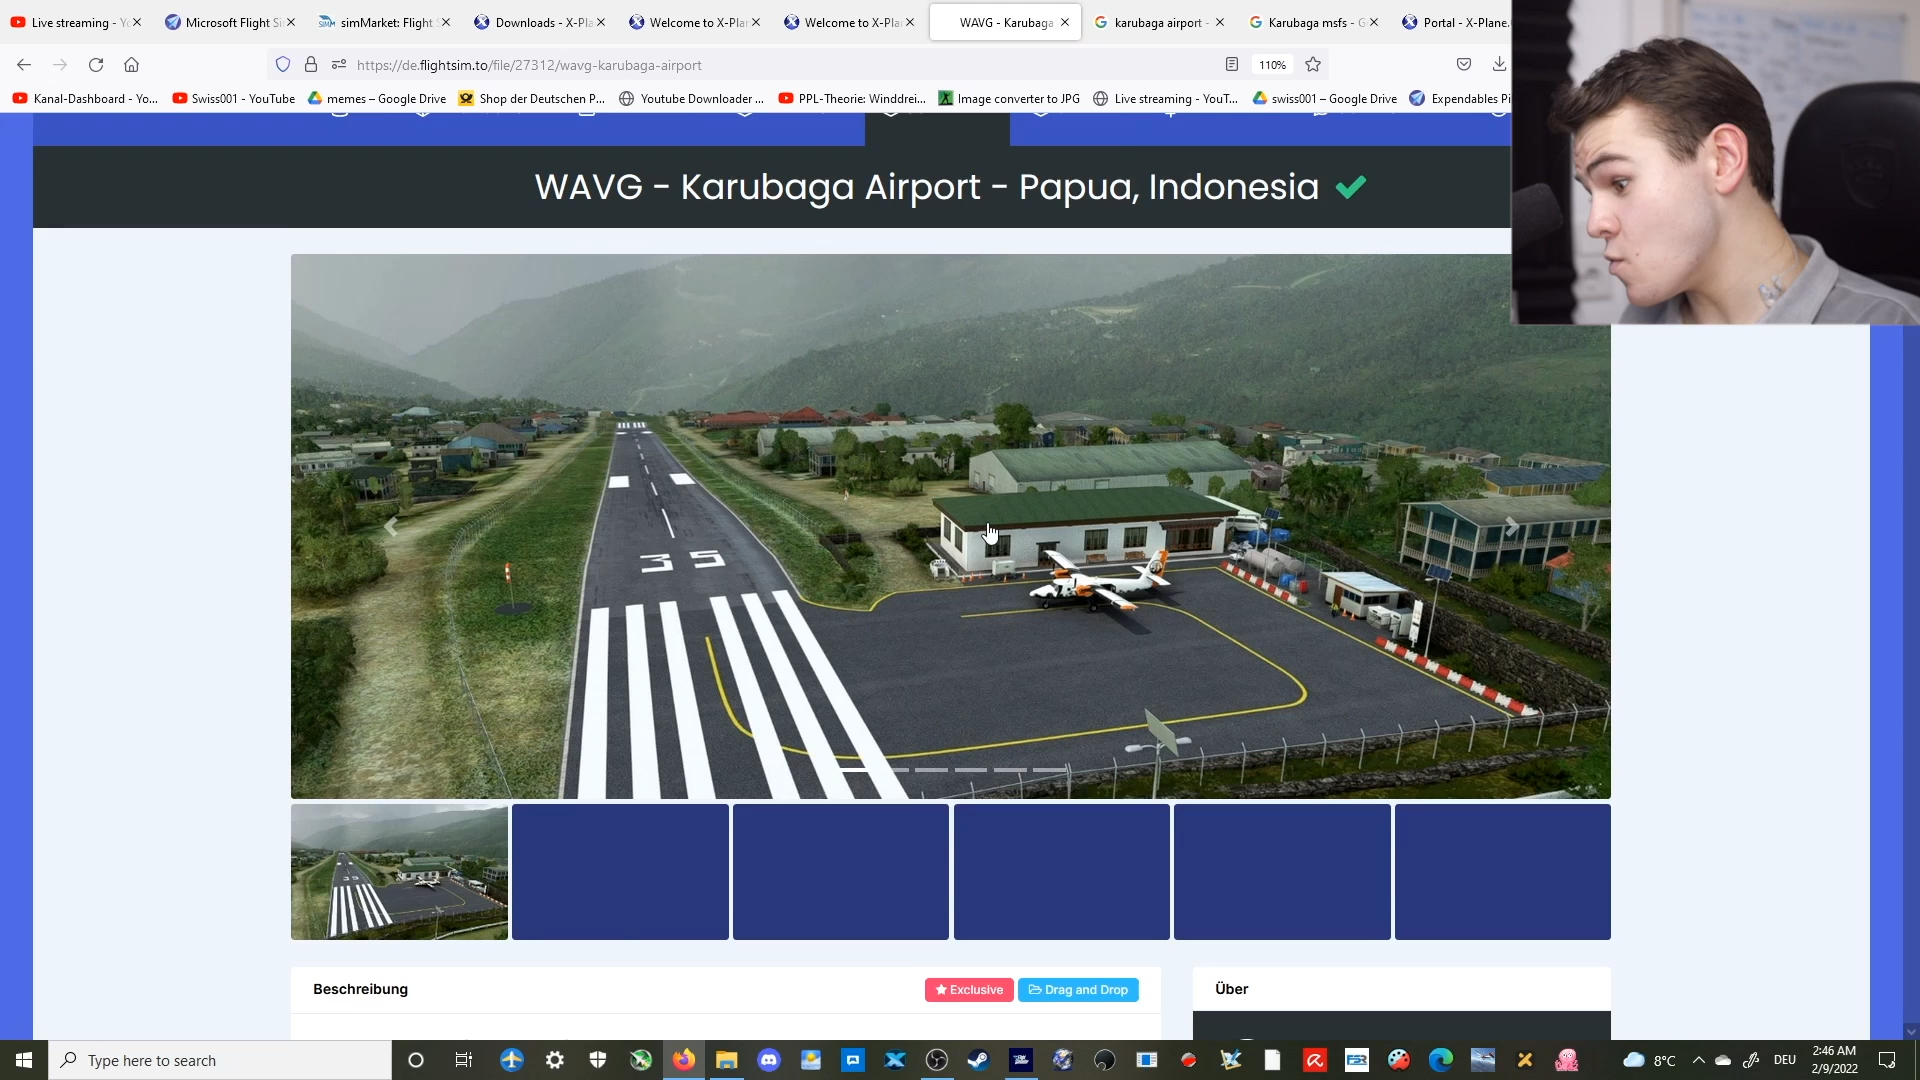 Live streaming - Yo
Microsoft Flight Si
simMarket: Flight
Downloads - X-Pla
Welcome to X-Plan
Welcome to X-Plan
WAVG - Karubaga
karubaga airport -
Karubaga msfs - G
Portal - X-Plane.
https://de.flightsim.to/file/27312/wavg-karubaga-airport
110%
Kanal-Dashboard - Yo...
Swiss001 - YouTube
memes – Google Drive
Shop der Deutschen P...
Youtube Downloader ...
PPL-Theorie: Winddrei...
Image converter to JPG
Live streaming - YouT...
swiss001 – Google Drive
Expendables Pi
WAVG - Karubaga Airport - Papua, Indonesia
35
Beschreibung
Exclusive
Drag and Drop
Über
Type here to search
8°C
DEU
2:46 AM
2/9/2022